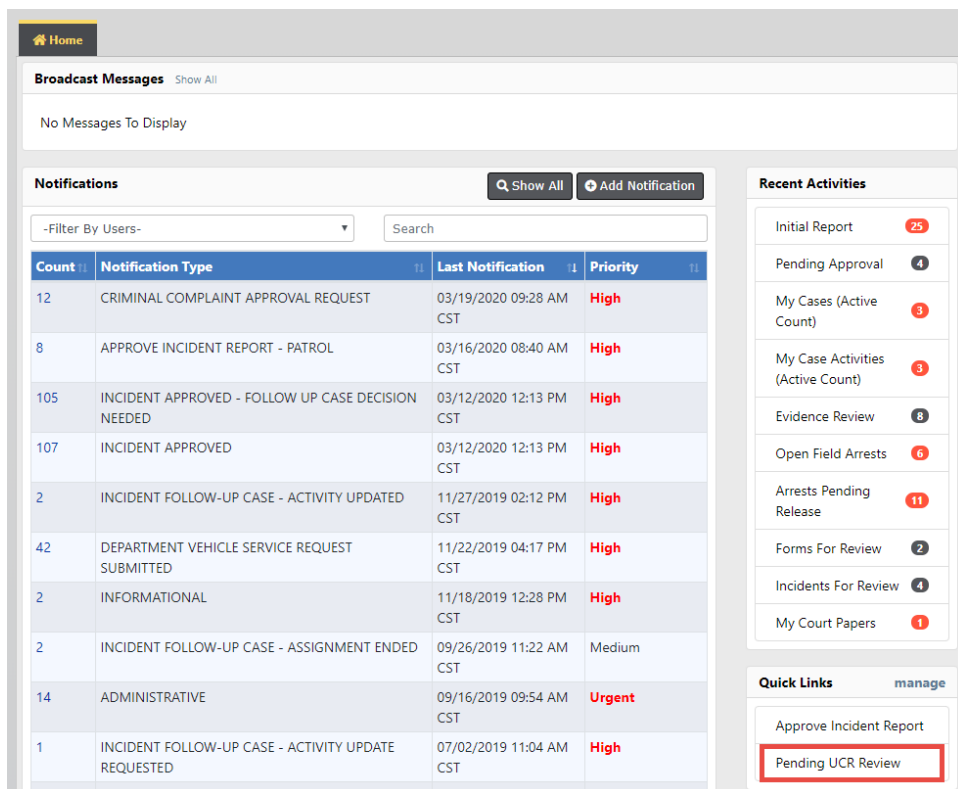 Home
Broadcast Messages Show All
No Messages To Display
Notifications
Show All
Add Notification
-Filter By Users-
Search
Count Notification Type Last Notification Priority
12 CRIMINAL COMPLAINT APPROVAL REQUEST 03/19/2020 09:28 AM High
CST
8 APPROVE INCIDENT REPORT - PATROL 03/16/2020 08:40 AM High
CST
105 INCIDENT APPROVED - FOLLOW UP CASE DECISION 03/12/2020 12:13 PM High
NEEDED CST
107 INCIDENT APPROVED 03/12/2020 12:13 PM High
CST
2 INCIDENT FOLLOW-UP CASE - ACTIVITY UPDATED 11/27/2019 02:12 PM High
CST
42 DEPARTMENT VEHICLE SERVICE REQUEST 11/22/2019 04:17 PM High
SUBMITTED CST
2 INFORMATIONAL 11/18/2019 12:28 PM High
CST
2 INCIDENT FOLLOW-UP CASE - ASSIGNMENT ENDED 09/26/2019 11:22 AM Medium
CST
14 ADMINISTRATIVE 09/16/2019 09:54 AM Urgent
CST
1 INCIDENT FOLLOW-UP CASE - ACTIVITY UPDATE 07/02/2019 11:04 AM High
REQUESTED CST
Recent Activities
Initial Report 25
Pending Approval 4
My Cases (Active
Count) 3
My Case Activities
(Active Count) 3
Evidence Review 8
Open Field Arrests 6
Arrests Pending
Release 11
Forms For Review 2
Incidents For Review 4
My Court Papers 1
Quick Links manage
Approve Incident Report
Pending UCR Review